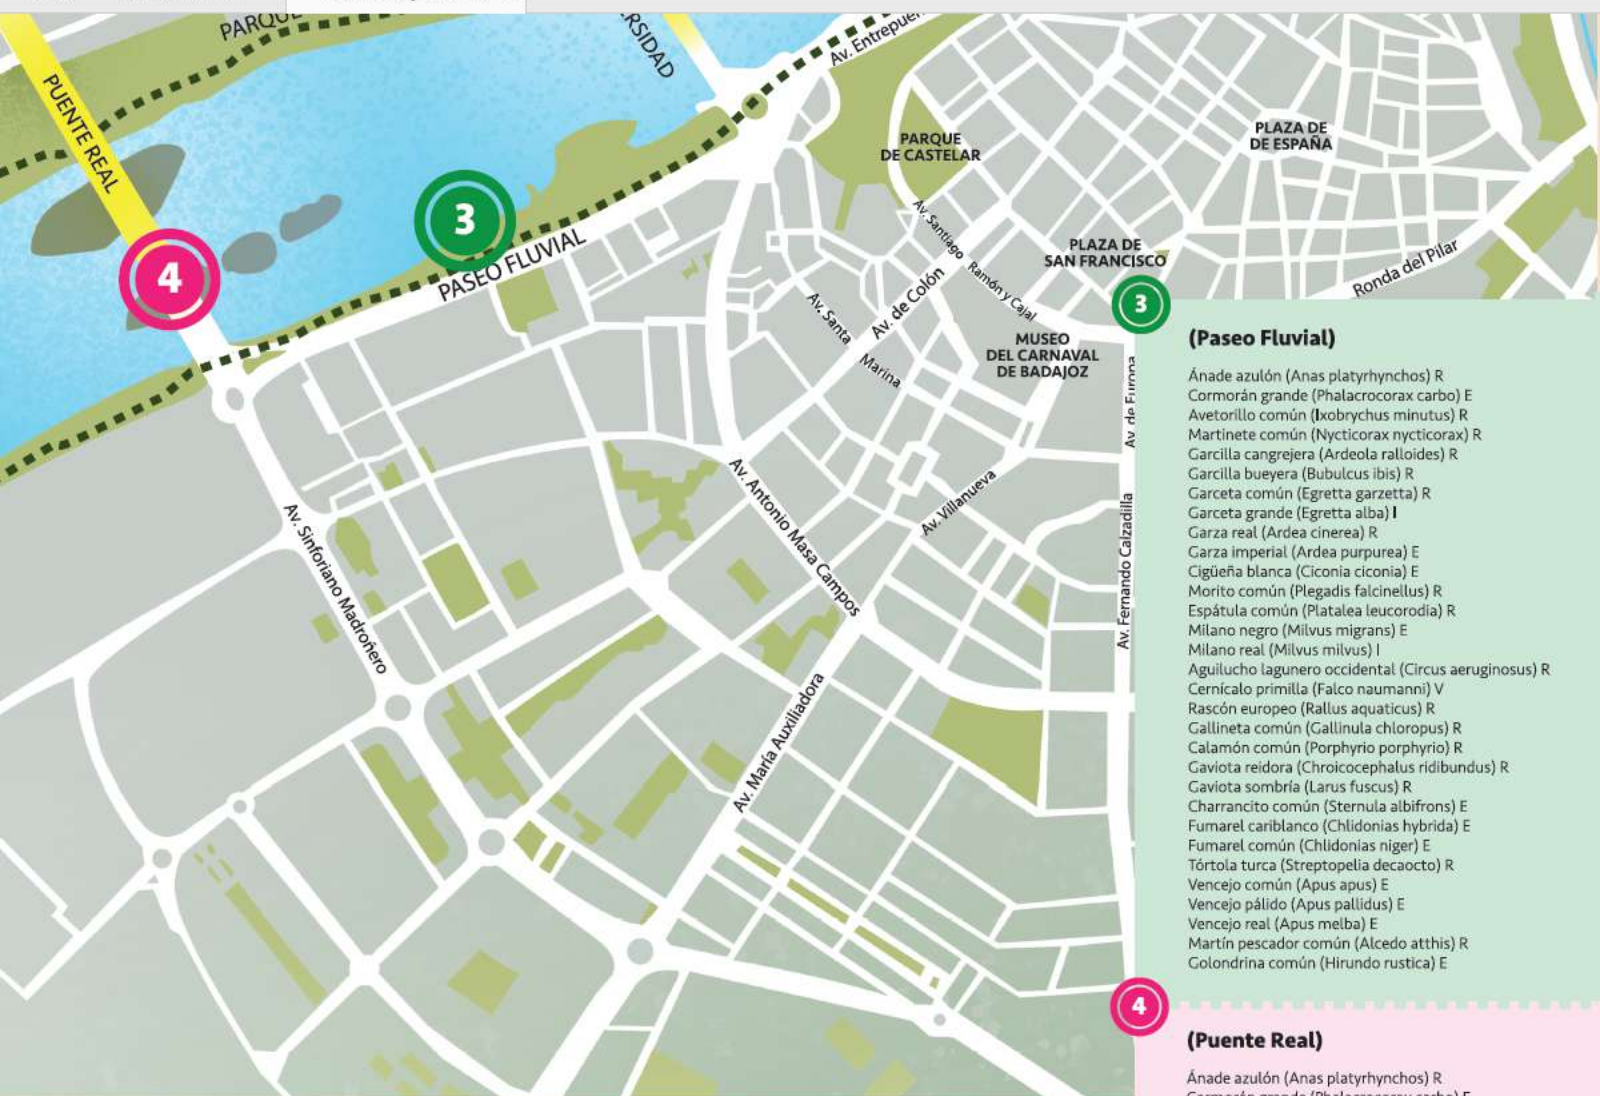 PARQUE
ERSIDAD
Av. Entrepuen
PUENTE REAL
PARQUE
DE CASTELAR
PLAZA DE
DE ESPAÑA
3
4
PASEO FLUVIAL
Av. Santiago Ramón y Cajal
PLAZA DE
SAN FRANCISCO
Ronda del Pilar
Av. de Colón
Av. Santa Marina
MUSEO
DEL CARNAVAL
DE BADAJOZ
Av. de Europa
Av. Antonio Masa Campos
Av. Villanueva
Av. Sinforiano Madroñero
Av. Fernando Calzadilla
Av. María Auxiliadora
3
(Paseo Fluvial)
Ánade azulón (Anas platyrhynchos) R
Cormorán grande (Phalacrocorax carbo) E
Avetorillo común (Ixobrychus minutus) R
Martinete común (Nycticorax nycticorax) R
Garcilla cangrejera (Ardeola ralloides) R
Garcilla bueyera (Bubulcus ibis) R
Garceta común (Egretta garzetta) R
Garceta grande (Egretta alba) I
Garza real (Ardea cinerea) R
Garza imperial (Ardea purpurea) E
Cigüeña blanca (Ciconia ciconia) E
Morito común (Plegadis falcinellus) R
Espátula común (Platalea leucorodia) R
Milano negro (Milvus migrans) E
Milano real (Milvus milvus) I
Aguilucho lagunero occidental (Circus aeruginosus) R
Cernícalo primilla (Falco naumanni) V
Rascón europeo (Rallus aquaticus) R
Gallineta común (Gallinula chloropus) R
Calamón común (Porphyrio porphyrio) R
Gaviota reidora (Chroicocephalus ridibundus) R
Gaviota sombría (Larus fuscus) R
Charrancito común (Sternula albifrons) E
Fumarel cariblanco (Chlidonias hybrida) E
Fumarel común (Chlidonias niger) E
Tórtola turca (Streptopelia decaocto) R
Vencejo común (Apus apus) E
Vencejo pálido (Apus pallidus) E
Vencejo real (Apus melba) E
Martín pescador común (Alcedo atthis) R
Golondrina común (Hirundo rustica) E
4
(Puente Real)
Ánade azulón (Anas platyrhynchos) R
Cormorán grande (Phalacrocorax carbo) E